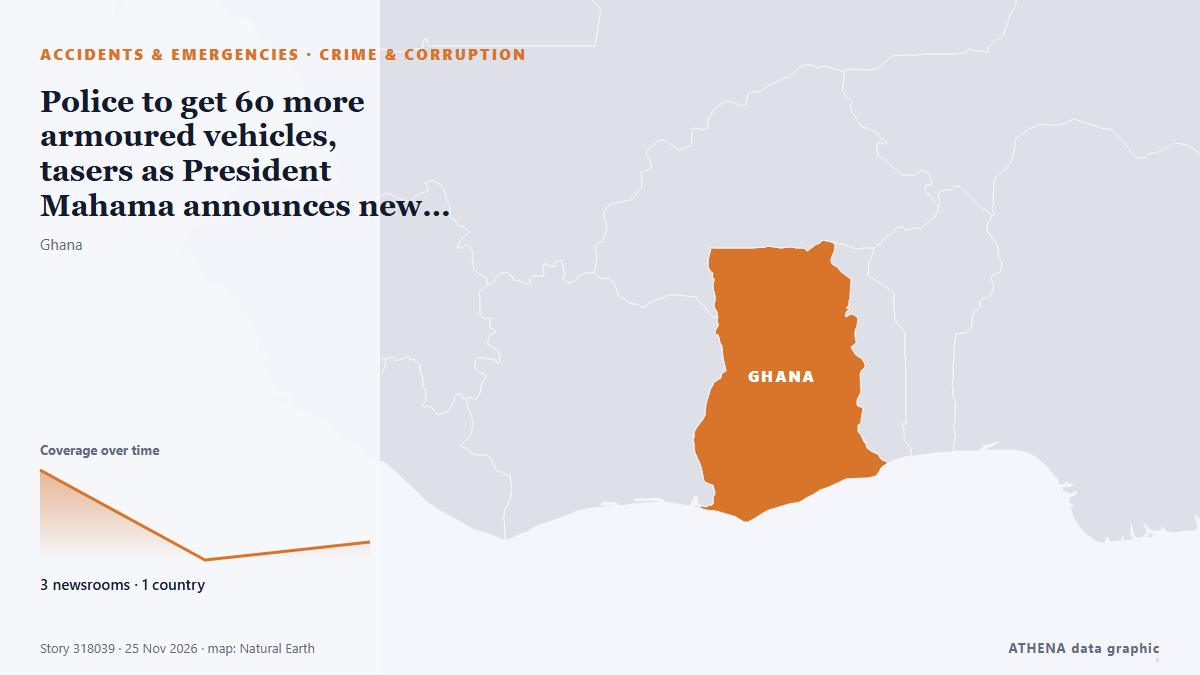 ACCIDENTS & EMERGENCIES · CRIME & CORRUPTION
Police to get 60 more
armoured vehicles,
tasers as President
Mahama announces new...
Ghana
GHANA
Coverage over time
3 newsrooms · 1 country
Story 318039 · 25 Nov 2026 · map: Natural Earth
ATHENA data graphic